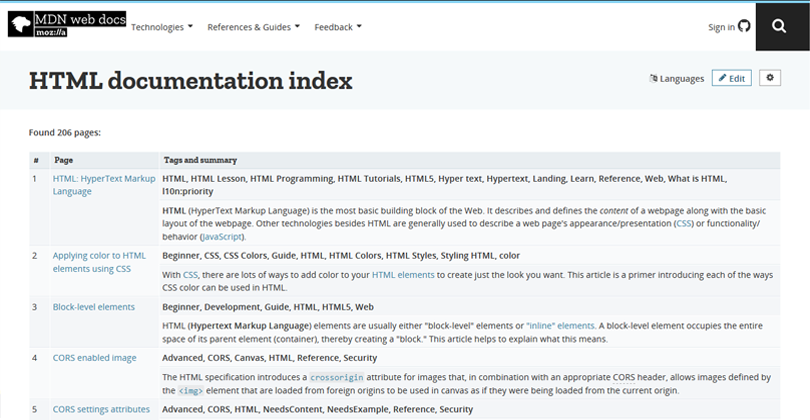 MDN web docs
moz://a
Technologies
References & Guides
Feedback
Sign in
HTML documentation index
Languages
Edit
Found 206 pages:
# Page Tags and summary
1 HTML: HyperText Markup HTML, HTML Lesson, HTML Programming, HTML Tutorials, HTML5, Hyper text, Hypertext, Landing, Learn, Reference, Web, What is HTML,
Language l10n:priority
HTML (HyperText Markup Language) is the most basic building block of the Web. It describes and defines the content of a webpage along with the basic
layout of the webpage. Other technologies besides HTML are generally used to describe a web page's appearance/presentation (CSS) or functionality/
behavior (JavaScript).
2 Applying color to HTML Beginner, CSS, CSS Colors, Guide, HTML, HTML Colors, HTML Styles, Styling HTML, color
elements using CSS
With CSS, there are lots of ways to add color to your HTML elements to create just the look you want. This article is a primer introducing each of the ways
CSS color can be used in HTML.
3 Block-level elements Beginner, Development, Guide, HTML, HTML5, Web
HTML (Hypertext Markup Language) elements are usually either "block-level" elements or "inline" elements. A block-level element occupies the entire
space of its parent element (container), thereby creating a "block." This article helps to explain what this means.
4 CORS enabled image Advanced, CORS, Canvas, HTML, Reference, Security
The HTML specification introduces a crossorigin attribute for images that, in combination with an appropriate CORS header, allows images defined by
the <img> element that are loaded from foreign origins to be used in canvas as if they were being loaded from the current origin.
5 CORS settings attributes Advanced, CORS, HTML, NeedsContent, NeedsExample, Reference, Security